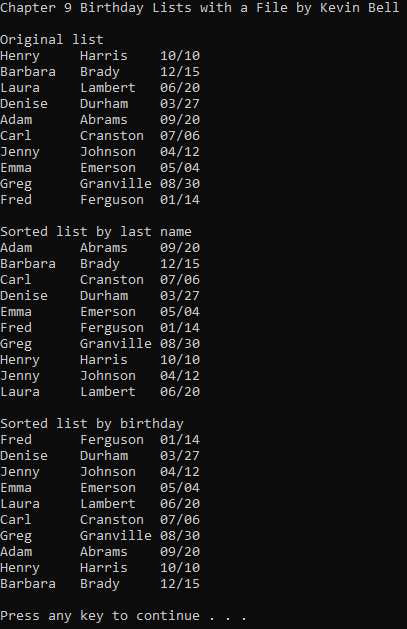 Chapter 9 Birthday Lists with a File by Kevin Bell
Original list
Henry     Harris    10/10
Barbara   Brady     12/15
Laura     Lambert   06/20
Denise    Durham    03/27
Adam      Abrams    09/20
Carl      Cranston  07/06
Jenny     Johnson   04/12
Emma      Emerson   05/04
Greg      Granville 08/30
Fred      Ferguson  01/14
Sorted list by last name
Adam      Abrams    09/20
Barbara   Brady     12/15
Carl      Cranston  07/06
Denise    Durham    03/27
Emma      Emerson   05/04
Fred      Ferguson  01/14
Greg      Granville 08/30
Henry     Harris    10/10
Jenny     Johnson   04/12
Laura     Lambert   06/20
Sorted list by birthday
Fred      Ferguson  01/14
Denise    Durham    03/27
Jenny     Johnson   04/12
Emma      Emerson   05/04
Laura     Lambert   06/20
Carl      Cranston  07/06
Greg      Granville 08/30
Adam      Abrams    09/20
Henry     Harris    10/10
Barbara   Brady     12/15
Press any key to continue . . .